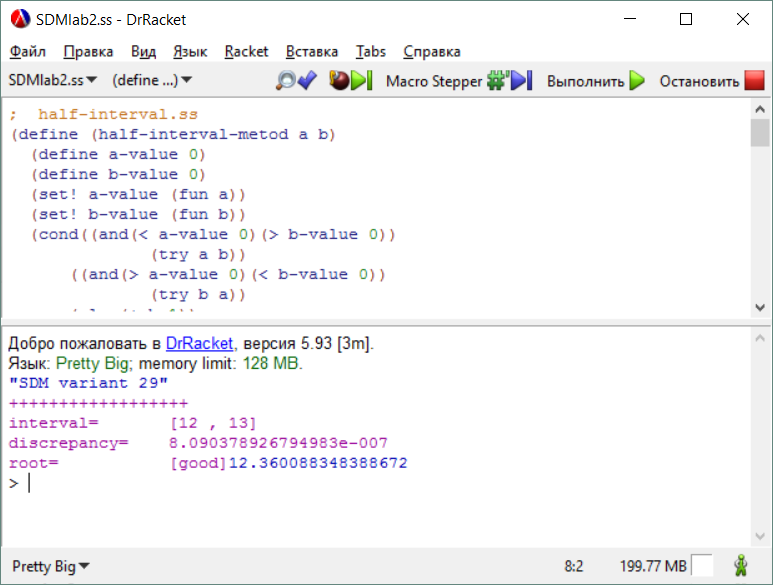 SDMlab2.ss - DrRacket
Файл Правка Вид Язык Racket Вставка Tabs Справка
SDMlab2.ss (define ...) Macro Stepper Выполнить Остановить
;  half-interval.ss
(define (half-interval-metod a b)
  (define a-value 0)
  (define b-value 0)
  (set! a-value (fun a))
  (set! b-value (fun b))
  (cond((and(< a-value 0)(> b-value 0))
              (try a b))
      ((and(> a-value 0)(< b-value 0))
              (try b a))
Добро пожаловать в DrRacket, версия 5.93 [3m].
Язык: Pretty Big; memory limit: 128 MB.
"SDM variant 29"
++++++++++++++++++
interval=       [12 , 13]
discrepancy=    8.090378926794983e-007
root=           [good]12.360088348388672
>
Pretty Big 8:2 199.77 MB